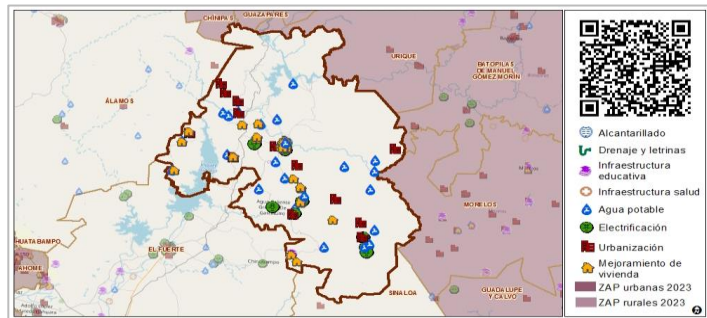 CHINIPAS
GUAZAPARES
URIQUE
BATOPILAS
DE MANUEL
GÓMEZ MORÍN
ÁLAMOS
MORELOS
HUATABAMPO
EL FUERTE
AHOME
SINALOA
GUADALUPE
Y CALVO
Alcantarillado
Drenaje y letrinas
Infraestructura
educativa
Infraestructura salud
Agua potable
Electrificación
Urbanización
Mejoramiento de
vivienda
ZAP urbanas 2023
ZAP rurales 2023